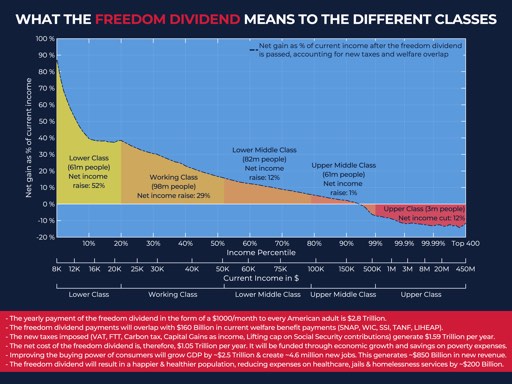 WHAT THE FREEDOM DIVIDEND MEANS TO THE DIFFERENT CLASSES
Net gain as % of current income after the freedom dividend
is passed, accounting for new taxes and welfare overlap
Net gain as % of current income
100 %
90 %
80 %
70 %
60 %
50 %
40 %
30 %
20 %
10 %
0 %
-10 %
-20 %
Lower Class
(61m people)
Net income
raise: 52%
Working Class
(98m people)
Net income raise: 29%
Lower Middle Class
(82m people)
Net income
raise: 12%
Upper Middle Class
(61m people)
Net income
raise: 1%
Upper Class (3m people)
Net income cut: 12%
10% 20% 30% 40% 50% 60% 70% 80% 90% 99% 99.9% 99.99% Top 400
Income Percentile
8K 12K 16K 20K 25K 30K 40K 50K 60K 75K 100K 150K 500K 1M 3M 8M 20M 450M
Current Income in $
Lower Class Working Class Lower Middle Class Upper Middle Class Upper Class
- The yearly payment of the freedom dividend in the form of a $1000/month to every American adult is $2.8 Trillion.
- The freedom dividend payments will overlap with $160 Billion in current welfare benefit payments (SNAP, WIC, SSI, TANF, LIHEAP).
- The new taxes imposed (VAT, FTT, Carbon tax, Capital Gains as income, Lifting cap on Social Security contributions) generate $1.59 Trillion per year.
- The net cost of the freedom dividend is, therefore, $1.05 Trillion per year. It will be funded through economic growth and savings on poverty expenses.
- Improving the buying power of consumers will grow GDP by ~$2.5 Trillion & create ~4.6 million new jobs. This generates ~$850 Billion in new revenue.
- The freedom dividend will result in a happier & healthier population, reducing expenses on healthcare, jails & homelessness services by ~$200 billion.